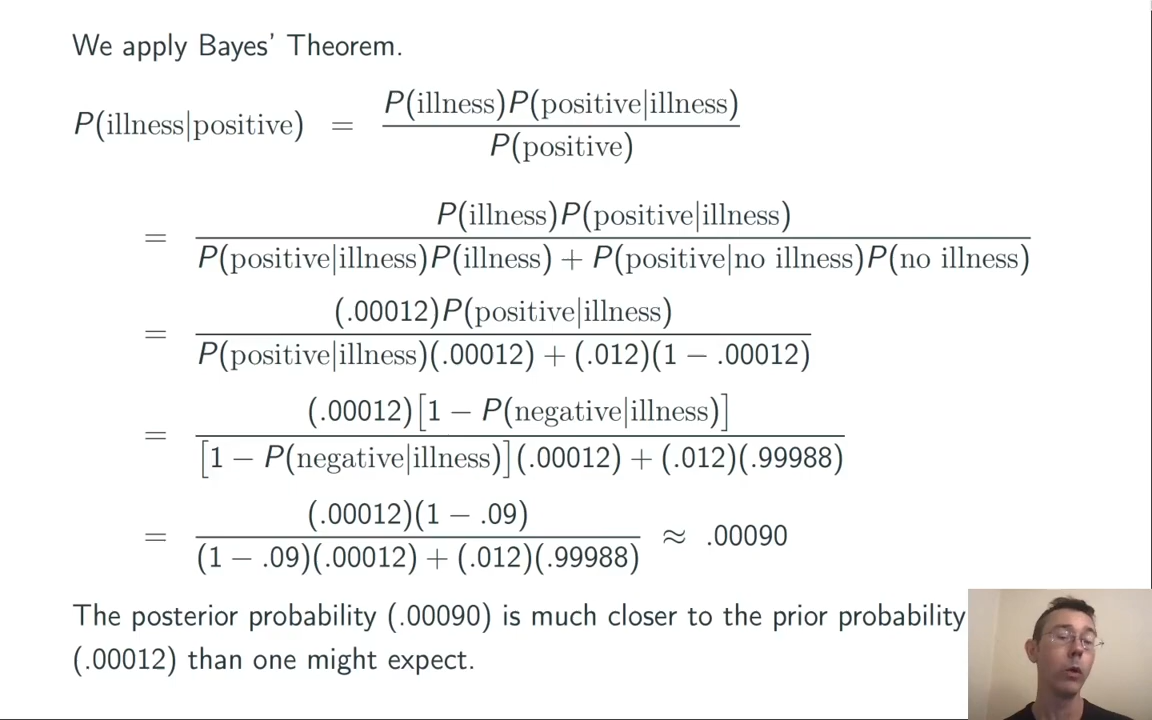 We apply Bayes' Theorem.
P(illness|positive) = P(illness)P(positive|illness) / P(positive)
= P(illness)P(positive|illness) / P(positive|illness)P(illness) + P(positive|no illness)P(no illness)
= (.00012)P(positive|illness) / P(positive|illness)(.00012) + (.012)(1 − .00012)
= (.00012)[1 − P(negative|illness)] / [1 − P(negative|illness)](.00012) + (.012)(.99988)
= (.00012)(1 − .09) / (1 − .09)(.00012) + (.012)(.99988) ≈ .00090
The posterior probability (.00090) is much closer to the prior probability
(.00012) than one might expect.